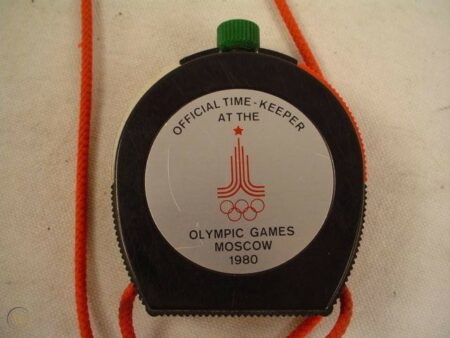 OFFICIAL TIME-KEEPER
AT THE
OLYMPIC GAMES
MOSCOW
1980